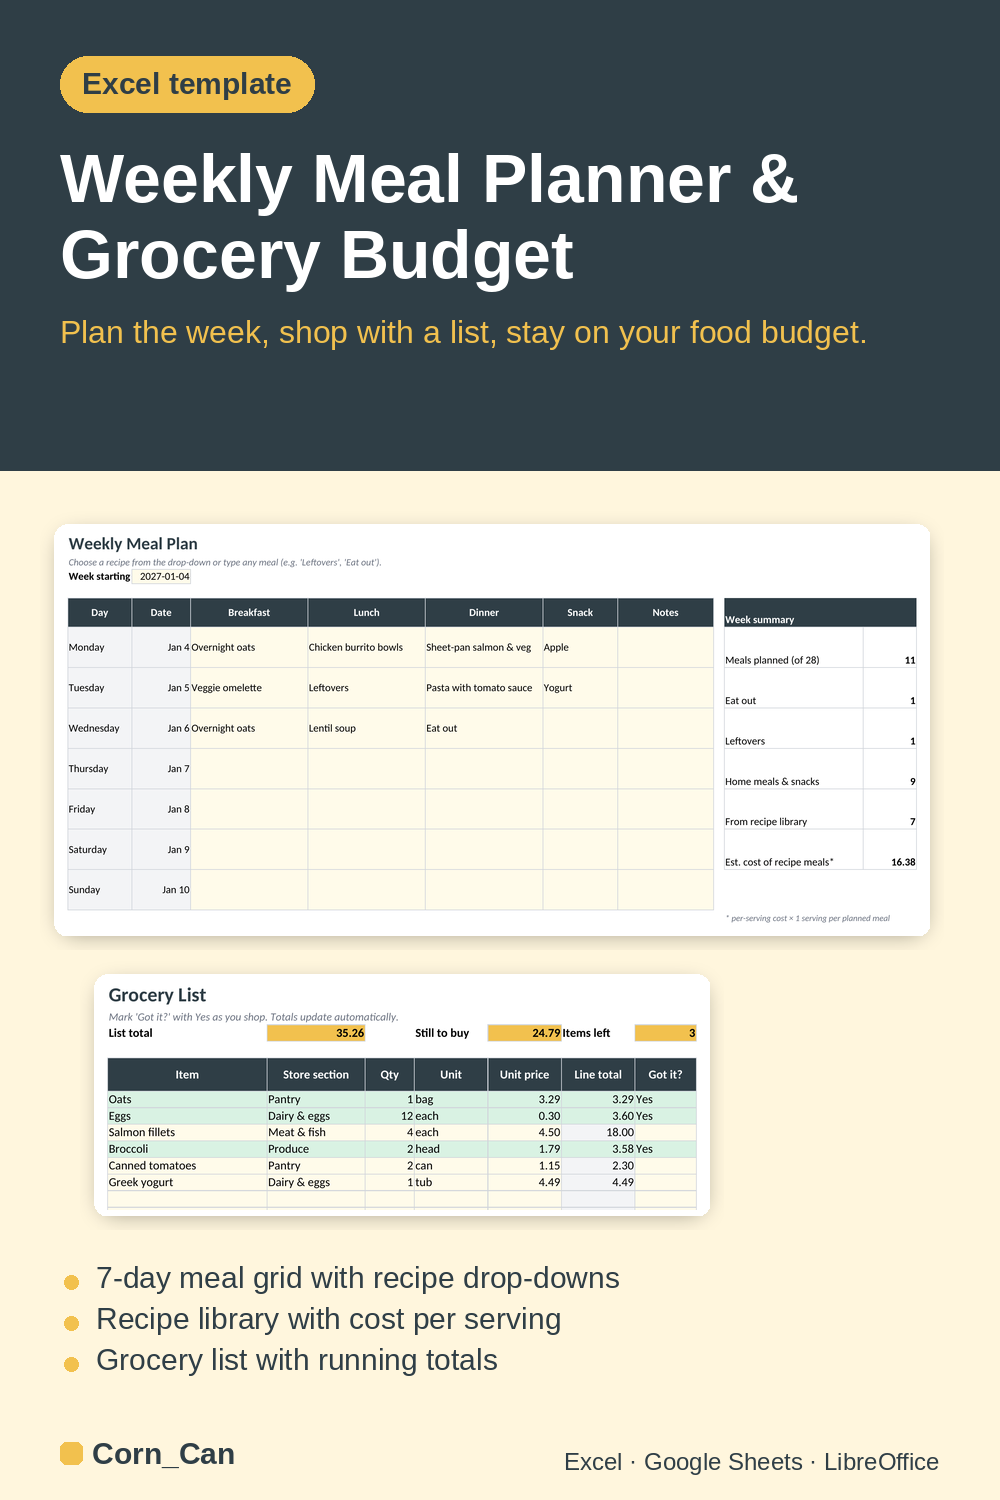 Excel template
Weekly Meal Planner &
Grocery Budget
Plan the week, shop with a list, stay on your food budget.
Weekly Meal Plan
Choose a recipe from the drop-down or type any meal (e.g. 'Leftovers', 'Eat out').
Week starting 2027-01-04
Day Date Breakfast Lunch Dinner Snack Notes Week summary
Monday Jan 4 Overnight oats Chicken burrito bowls Sheet-pan salmon & veg Apple
Meals planned (of 28) 11
Tuesday Jan 5 Veggie omelette Leftovers Pasta with tomato sauce Yogurt
Eat out 1
Wednesday Jan 6 Overnight oats Lentil soup Eat out
Leftovers 1
Thursday Jan 7
Home meals & snacks 9
Friday Jan 8
From recipe library 7
Saturday Jan 9
Est. cost of recipe meals* 16.38
Sunday Jan 10
* per-serving cost × 1 serving per planned meal
Grocery List
Mark 'Got it?' with Yes as you shop. Totals update automatically.
List total 35.26 Still to buy 24.79 Items left 3
Item Store section Qty Unit Unit price Line total Got it?
Oats Pantry 1 bag 3.29 3.29 Yes
Eggs Dairy & eggs 12 each 0.30 3.60 Yes
Salmon fillets Meat & fish 4 each 4.50 18.00
Broccoli Produce 2 head 1.79 3.58 Yes
Canned tomatoes Pantry 2 can 1.15 2.30
Greek yogurt Dairy & eggs 1 tub 4.49 4.49
7-day meal grid with recipe drop-downs
Recipe library with cost per serving
Grocery list with running totals
Corn_Can
Excel · Google Sheets · LibreOffice